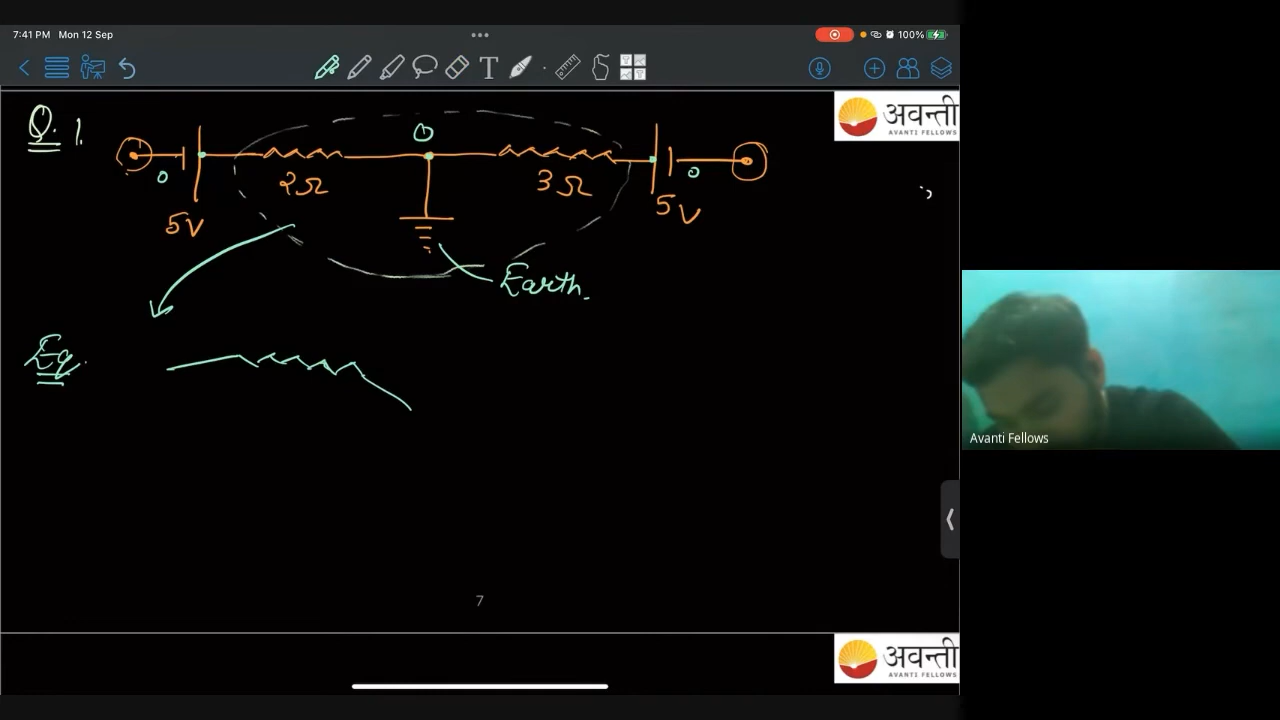 7:41 PM Mon 12 Sep
100%
T
अवन्ती
AVANTI FELLOWS
Q. 1.
0
0
0
2Ω
3Ω
5V
5V
Earth.
Eq.
Avanti Fellows
7
अवन्ती
AVANTI FELLOWS